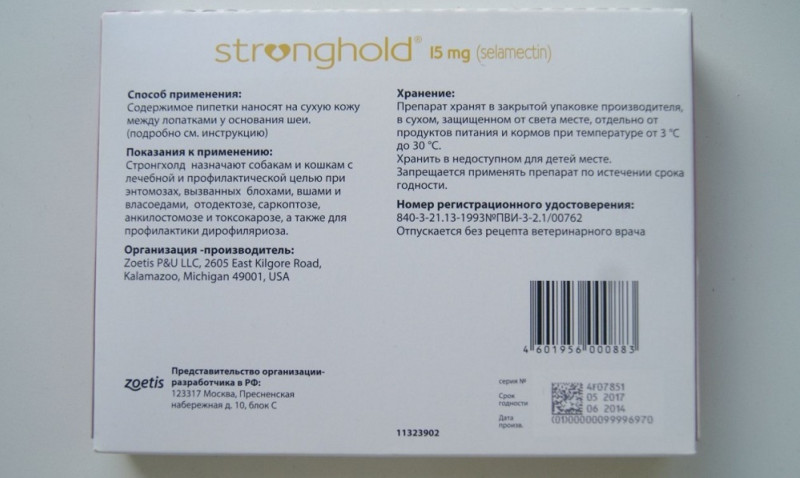 stronghold® 15 mg (selamectin)
Способ применения:
Содержимое пипетки наносят на сухую кожу
между лопатками у основания шеи.
(подробно см. инструкцию)
Показания к применению:
Стронгхолд назначают собакам и кошкам с
лечебной и профилактической целью при
энтомозах, вызванных блохами, вшами и
власоедами, отодектозе, саркоптозе,
анкилостомозе и токсокарозе, а также для
профилактики дирофиляриоза.
Организация -производитель:
Zoetis P&U LLC, 2605 East Kilgore Road,
Kalamazoo, Michigan 49001, USA
Хранение:
Препарат хранят в закрытой упаковке производителя,
в сухом, защищенном от света месте, отдельно от
продуктов питания и кормов при температуре от 3 °C
до 30 °C.
Хранить в недоступном для детей месте.
Запрещается применять препарат по истечении срока
годности.
Номер регистрационного удостоверения:
840-3-21.13-1993№ПВИ-3-2.1/00762
Отпускается без рецепта ветеринарного врача
4 601956 000883
zoetis
Представительство организации-
разработчика в РФ:
123317 Москва, Пресненская
набережная д. 10, блок С
11323902
серия № 4F07851
Срок годности 05 2017
Дата произв. 06 2014
(01)00000099996970